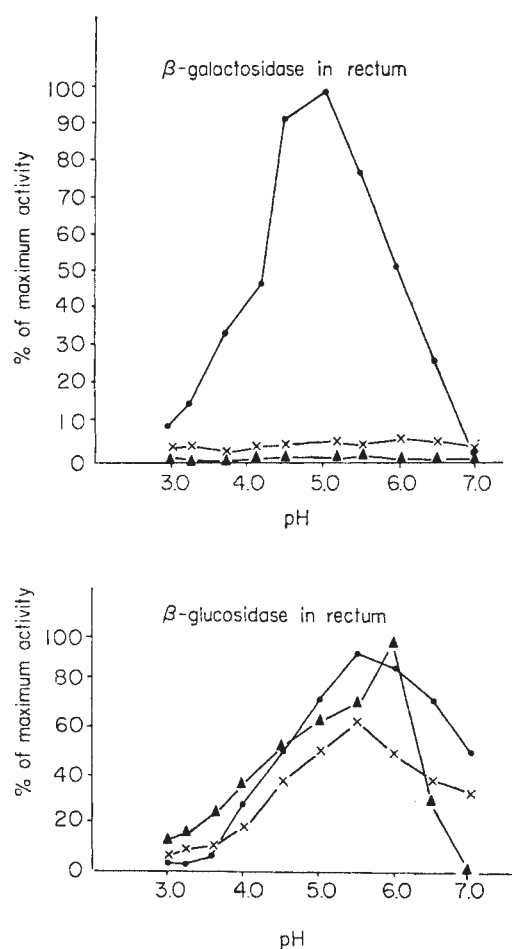 β-galactosidase in rectum
% of maximum activity
100
90
80
70
60
50
40
30
20
10
0
3.0 4.0 5.0 6.0 7.0
pH
β-glucosidase in rectum
% of maximum activity
100
80
60
40
20
0
3.0 4.0 5.0 6.0 7.0
pH